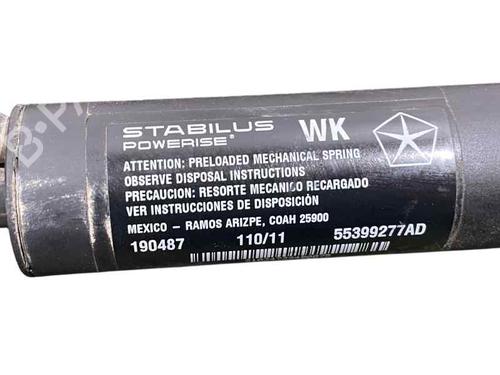 STABILUS WK
POWERISE®
ATTENTION: PRELOADED MECHANICAL SPRING
OBSERVE DISPOSAL INSTRUCTIONS
PRECAUCION: RESORTE MECANICO RECARGADO
VER INSTRUCCIONES DE DISPOSICIÓN
MEXICO – RAMOS ARIZPE, COAH 25900
190487 110/11 55399277AD